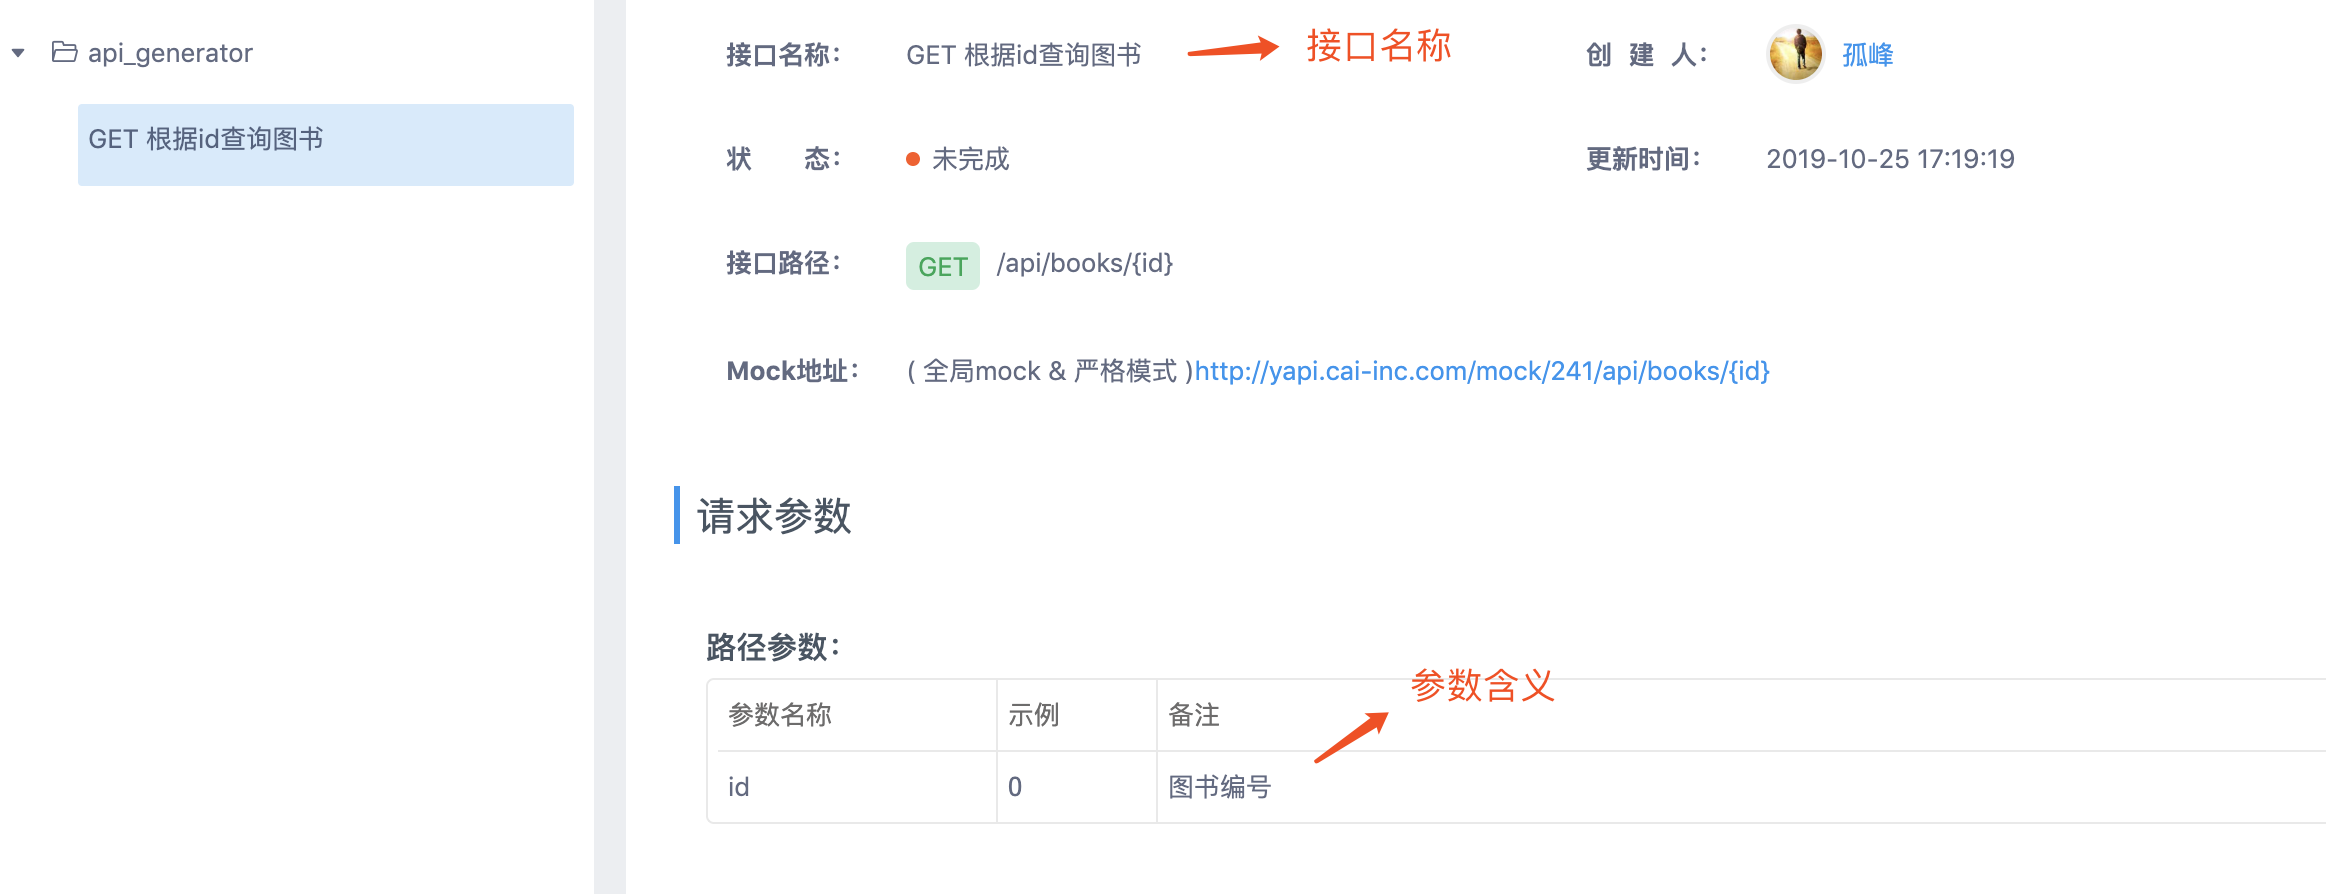 api_generator
GET 根据id查询图书
接口名称： GET 根据id查询图书 接口名称 创 建 人： 孤峰
状 态： 未完成 更新时间： 2019-10-25 17:19:19
接口路径： GET /api/books/{id}
Mock地址： ( 全局mock & 严格模式 )http://yapi.cai-inc.com/mock/241/api/books/{id}
请求参数
路径参数：
参数含义
参数名称 示例 备注
id 0 图书编号